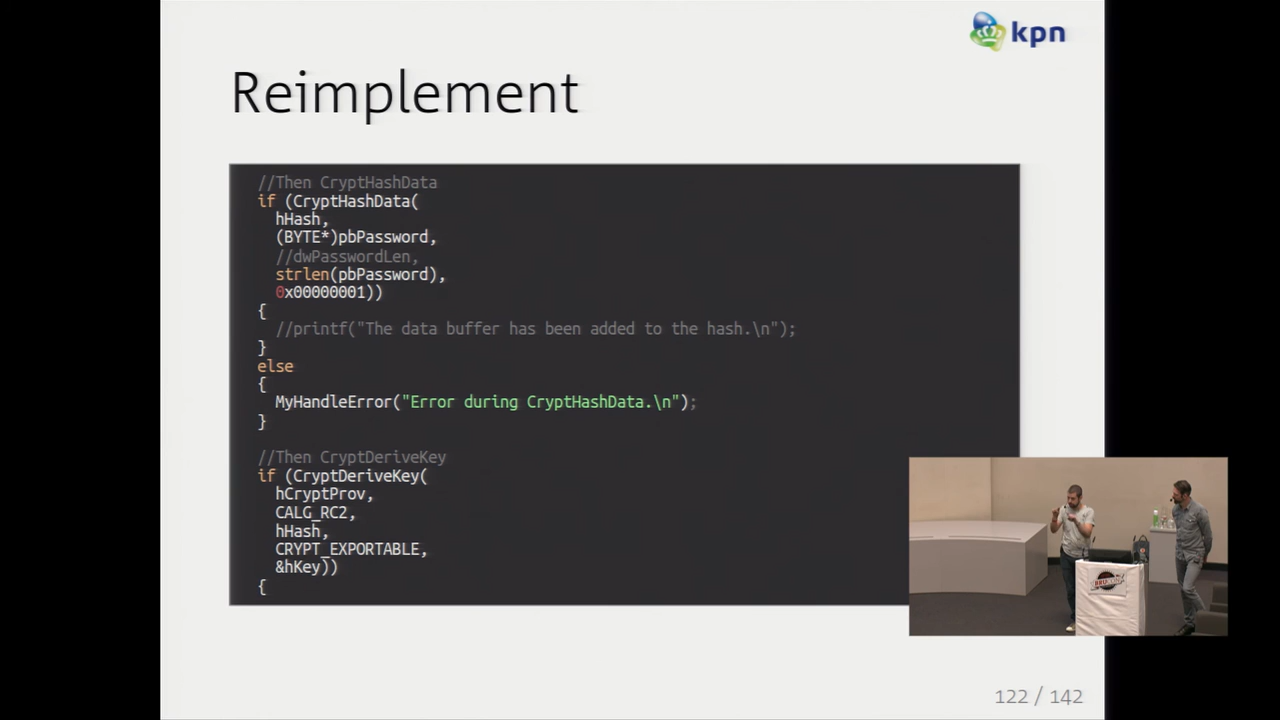 kpn
Reimplement
//Then CryptHashData
if (CryptHashData(
hHash,
(BYTE*)pbPassword,
//dwPasswordLen,
strlen(pbPassword),
0x00000001))
{
//printf("The data buffer has been added to the hash.\n");
}
else
{
MyHandleError("Error during CryptHashData.\n");
}
//Then CryptDeriveKey
if (CryptDeriveKey(
hCryptProv,
CALG_RC2,
hHash,
CRYPT_EXPORTABLE,
&hKey))
{
122 / 142